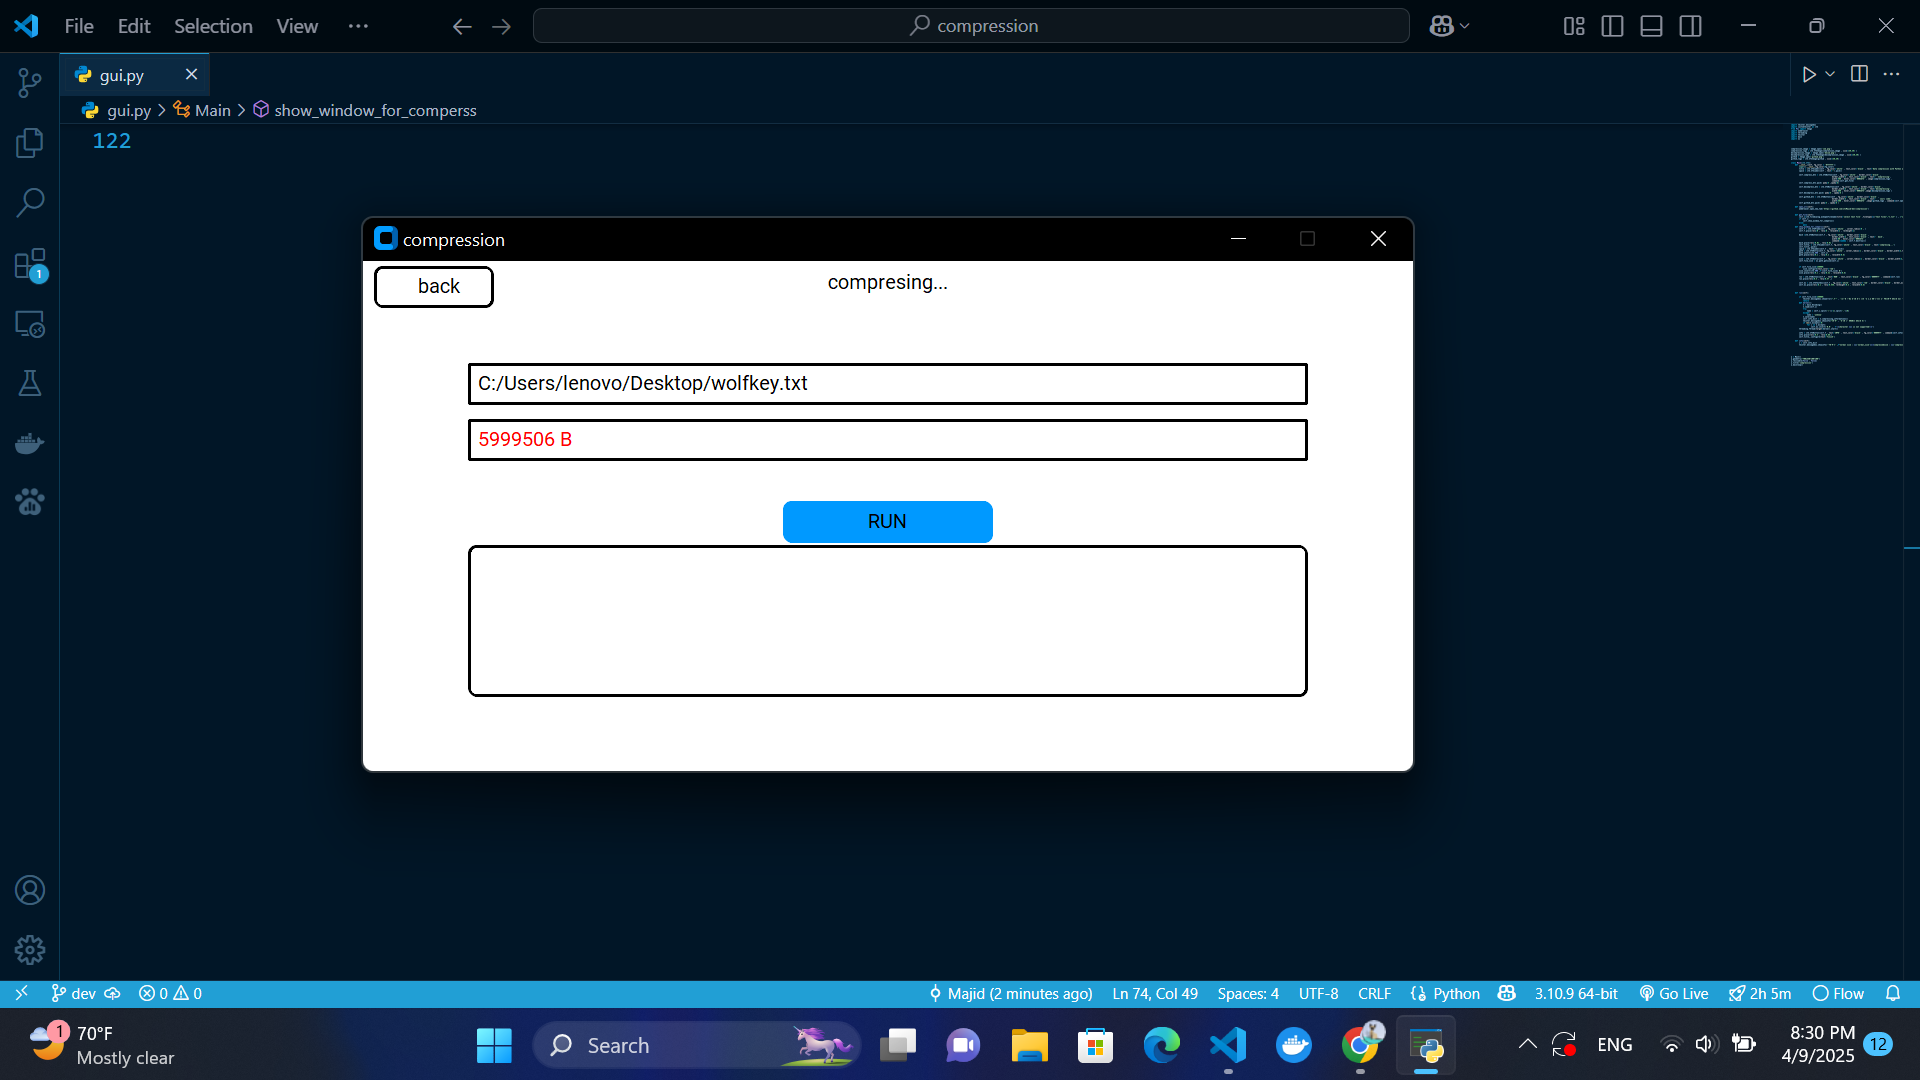 File Edit Selection View ···
compression
gui.py
gui.py > Main > show_window_for_comperss
122
1
compression
back
compresing...
C:/Users/lenovo/Desktop/wolfkey.txt
5999506 B
RUN
dev 0 0 Majid (2 minutes ago) Ln 74, Col 49 Spaces: 4 UTF-8 CRLF {} Python 3.10.9 64-bit Go Live 2h 5m Flow
1 70°F
Mostly clear
Search
ENG
8:30 PM
4/9/2025
12